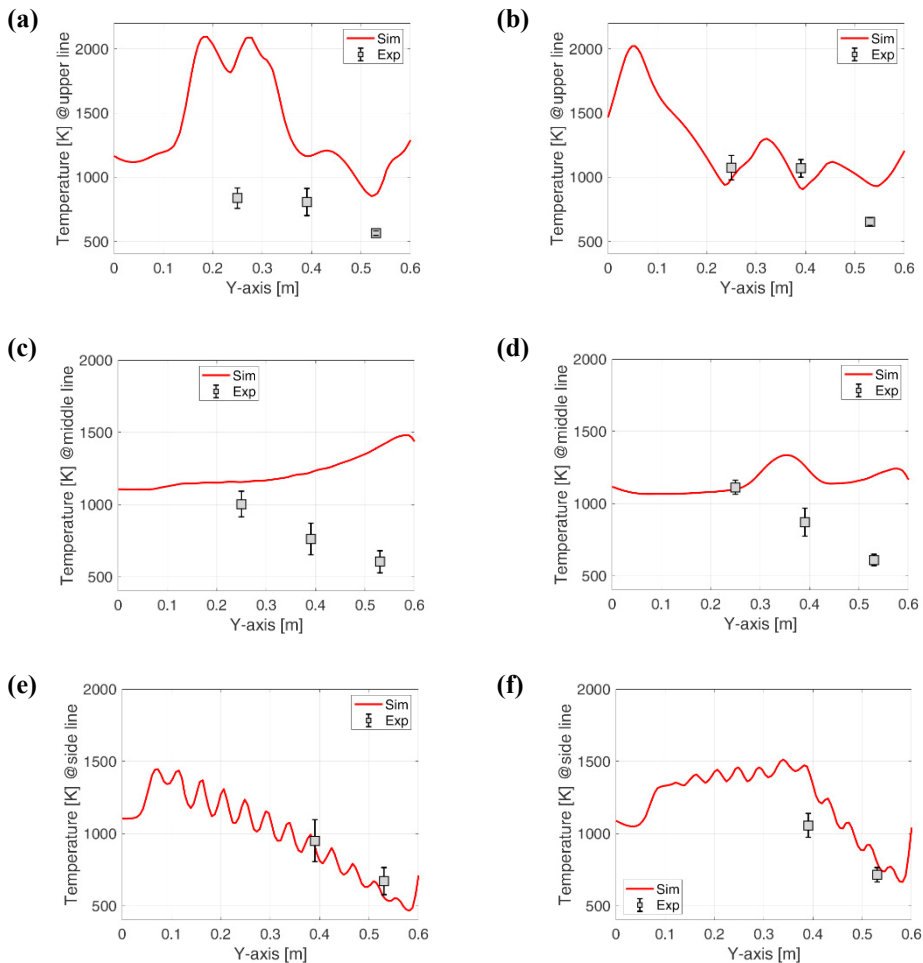 (a)
Temperature [K] @upper line
2000
1500
1000
500
Sim
Exp
0 0.1 0.2 0.3 0.4 0.5 0.6
Y-axis [m]
(b)
Temperature [K] @upper line
2000
1500
1000
500
Sim
Exp
0 0.1 0.2 0.3 0.4 0.5 0.6
Y-axis [m]
(c)
Temperature [K] @middle line
2000
1500
1000
500
Sim
Exp
0 0.1 0.2 0.3 0.4 0.5 0.6
Y-axis [m]
(d)
Temperature [K] @middle line
2000
1500
1000
500
Sim
Exp
0 0.1 0.2 0.3 0.4 0.5 0.6
Y-axis [m]
(e)
Temperature [K] @side line
2000
1500
1000
500
Sim
Exp
0 0.1 0.2 0.3 0.4 0.5 0.6
Y-axis [m]
(f)
Temperature [K] @side line
2000
1500
1000
500
Sim
Exp
0 0.1 0.2 0.3 0.4 0.5 0.6
Y-axis [m]